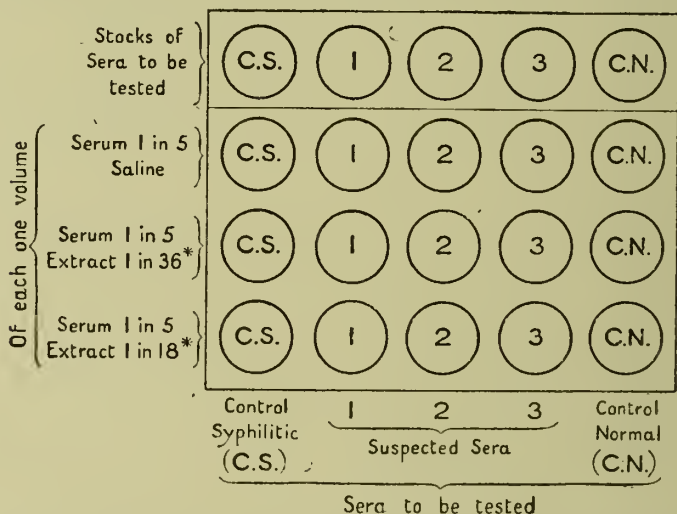 Stocks of
Sera to be
tested
C.S. 1 2 3 C.N.
Of each one volume
Serum 1 in 5
Saline
C.S. 1 2 3 C.N.
Serum 1 in 5
Extract 1 in 36*
C.S. 1 2 3 C.N.
Serum 1 in 5
Extract 1 in 18*
C.S. 1 2 3 C.N.
Control
Syphilitic
(C.S.)
1 2 3
Suspected Sera
Control
Normal
(C.N.)
Sera to be tested